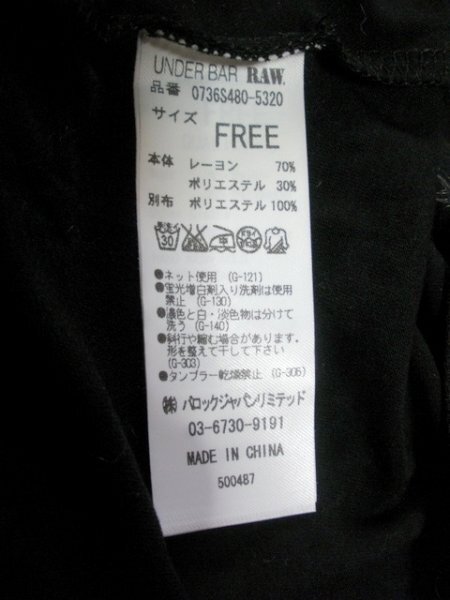 UNDER BAR RAW.
品番 0736S480-5320
サイズ
FREE
本体 レーヨン 70%
ポリエステル 30%
別布 ポリエステル 100%
30 中 ドライ
●ネット使用 (G-121)
●蛍光増白剤入り洗剤は使用
禁止 (G-130)
●濃色と白・淡色物は分けて
洗う (G-140)
●斜行や縮む場合があります。
形を整えて干して下さい
(G-303)
●タンブラー乾燥禁止 (G-306)
㈱ バロックジャパンリミテッド
03-6730-9191
MADE IN CHINA
500487